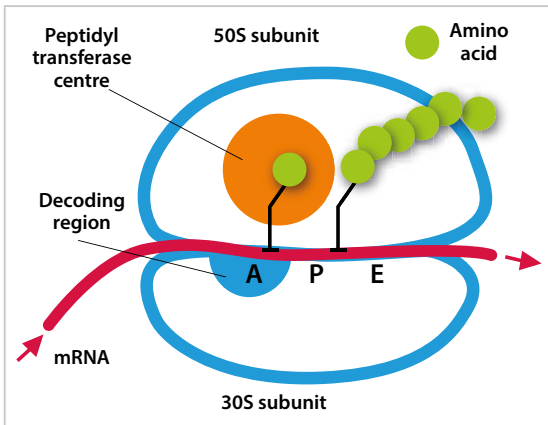 Peptidyl
transferase
centre
50S subunit
Amino
acid
Decoding
region
A P E
mRNA
30S subunit